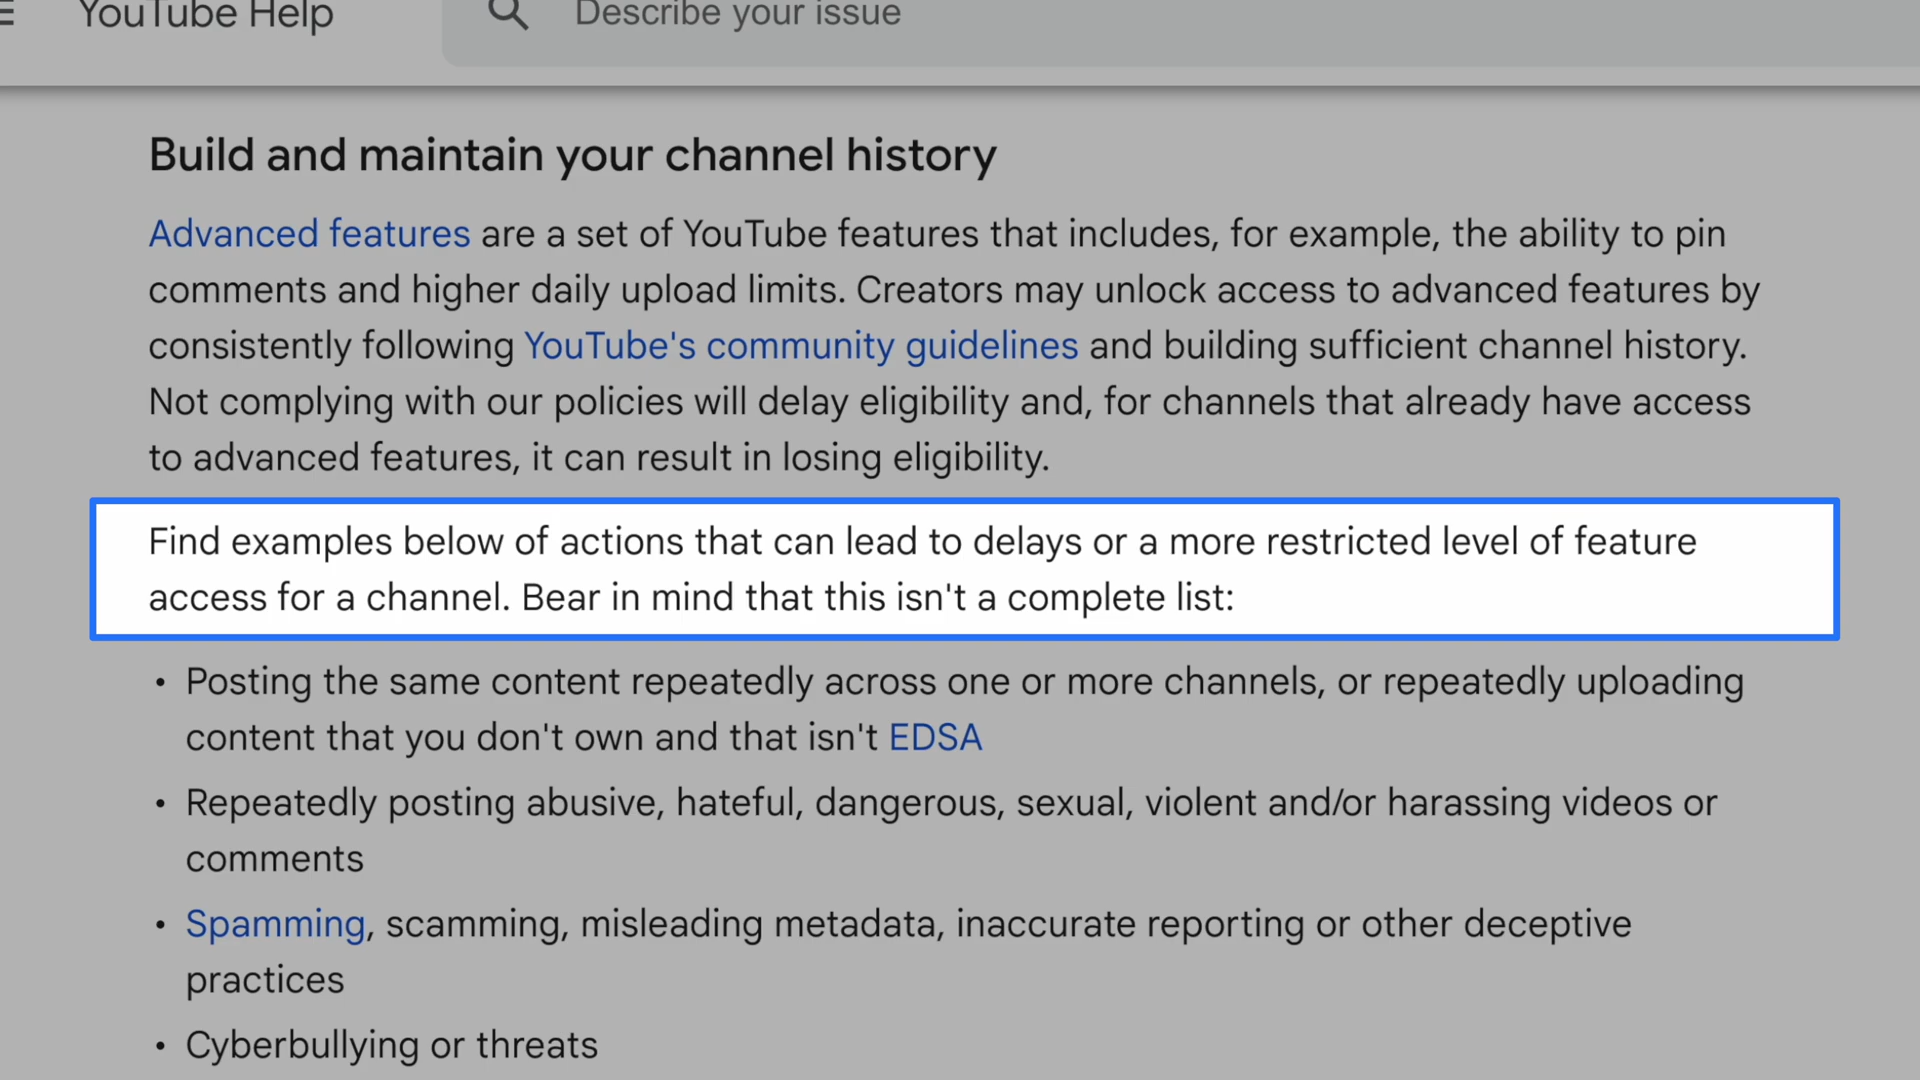 YouTube Help
Describe your issue
Build and maintain your channel history
Advanced features are a set of YouTube features that includes, for example, the ability to pin
comments and higher daily upload limits. Creators may unlock access to advanced features by
consistently following YouTube's community guidelines and building sufficient channel history.
Not complying with our policies will delay eligibility and, for channels that already have access
to advanced features, it can result in losing eligibility.
Find examples below of actions that can lead to delays or a more restricted level of feature
access for a channel. Bear in mind that this isn't a complete list:
• Posting the same content repeatedly across one or more channels, or repeatedly uploading
content that you don't own and that isn't EDSA
• Repeatedly posting abusive, hateful, dangerous, sexual, violent and/or harassing videos or
comments
• Spamming, scamming, misleading metadata, inaccurate reporting or other deceptive
practices
• Cyberbullying or threats